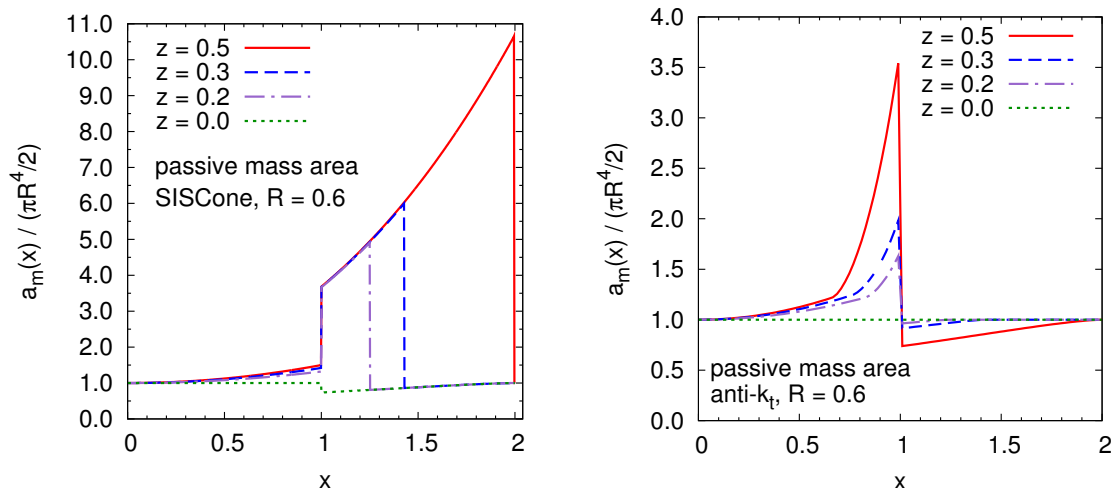 a_m(x) / (πR^4/2)
11.0
10.0
9.0
8.0
7.0
6.0
5.0
4.0
3.0
2.0
1.0
0.0
z = 0.5
z = 0.3
z = 0.2
z = 0.0
passive mass area
SISCone, R = 0.6
0 0.5 1 1.5 2
x
a_m(x) / (πR^4/2)
4.0
3.5
3.0
2.5
2.0
1.5
1.0
0.5
0.0
z = 0.5
z = 0.3
z = 0.2
z = 0.0
passive mass area
anti-k_t, R = 0.6
0 0.5 1 1.5 2
x